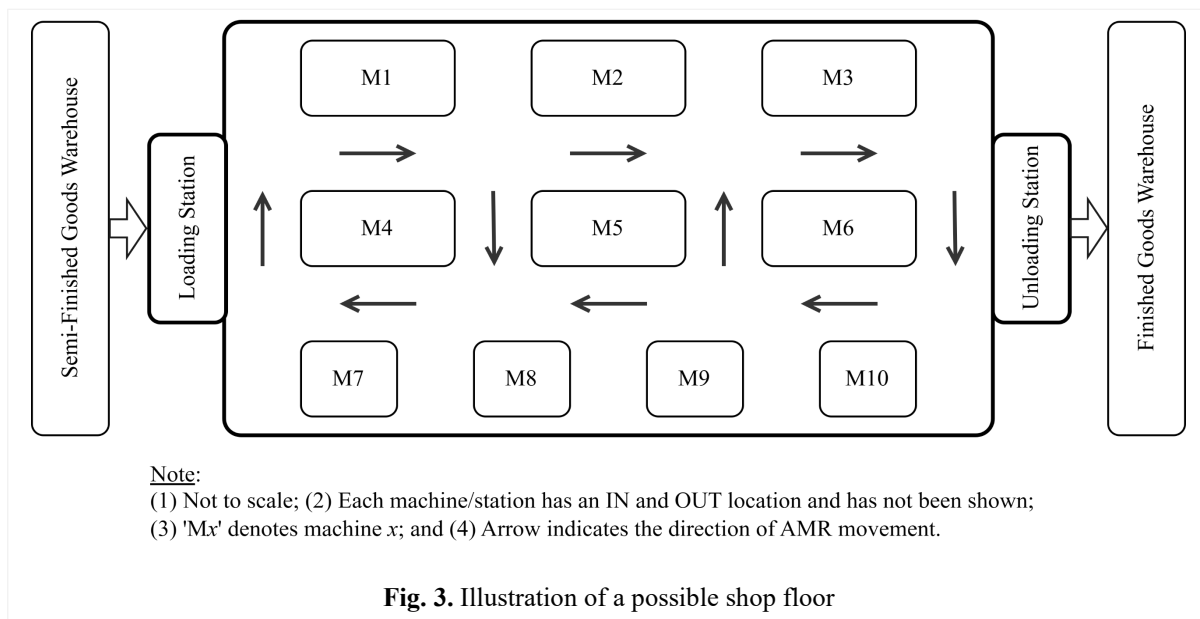 Semi-Finished Goods Warehouse
Loading Station
M1
M2
M3
M4
M5
M6
M7
M8
M9
M10
Unloading Station
Finished Goods Warehouse
Note:
(1) Not to scale; (2) Each machine/station has an IN and OUT location and has not been shown;
(3) 'Mx' denotes machine x; and (4) Arrow indicates the direction of AMR movement.
Fig. 3. Illustration of a possible shop floor